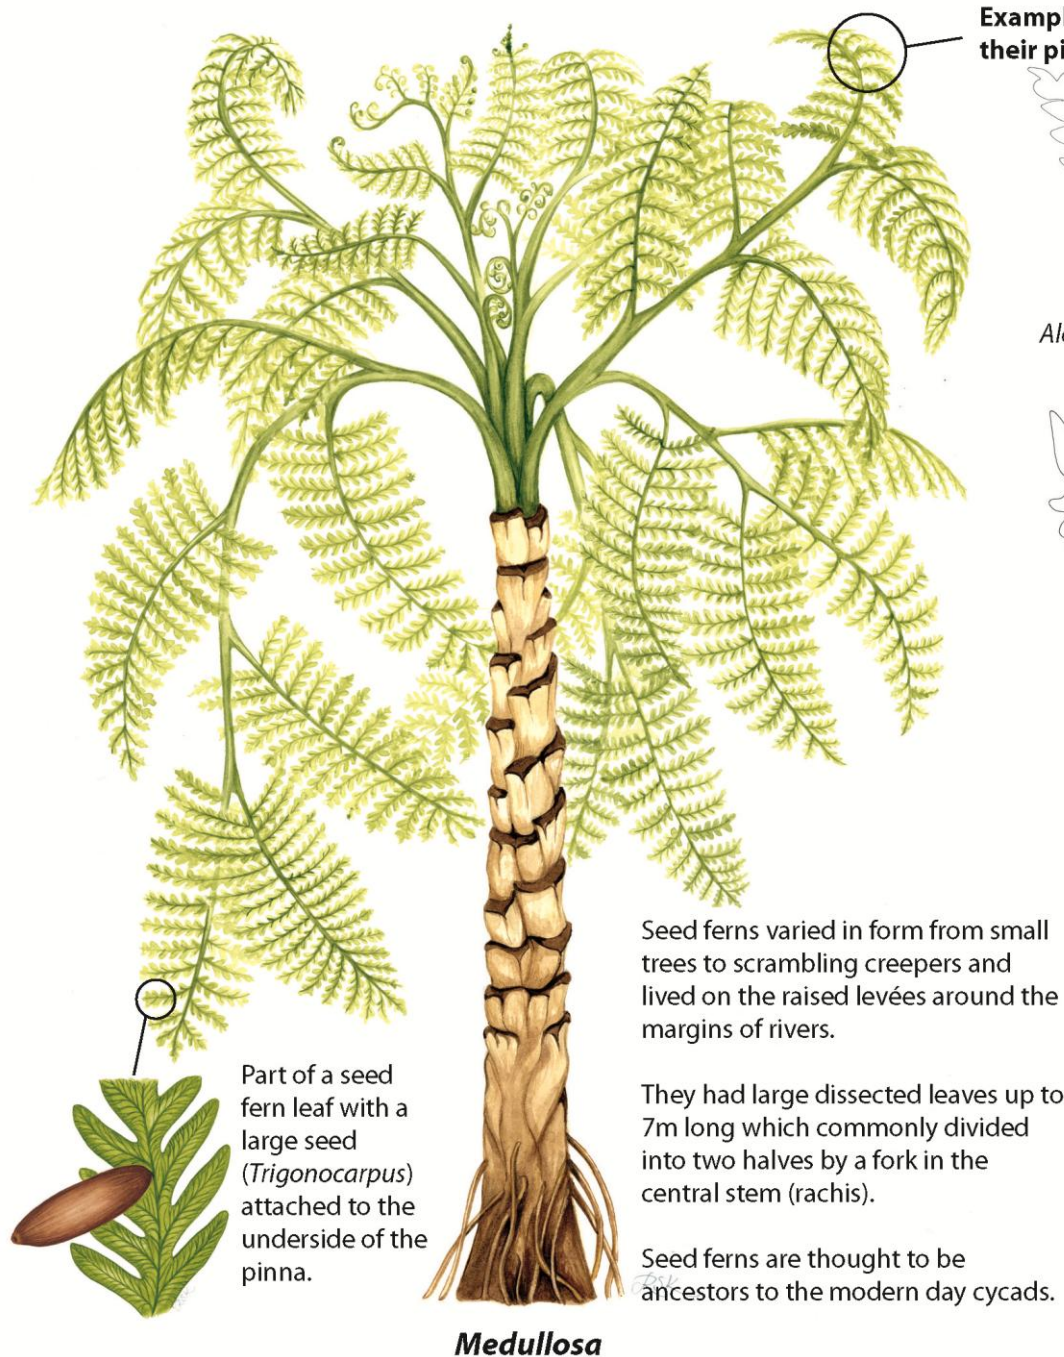 Exampl
their pi
Al
Seed ferns varied in form from small
trees to scrambling creepers and
lived on the raised levées around the
margins of rivers.
They had large dissected leaves up to
7m long which commonly divided
into two halves by a fork in the
central stem (rachis).
Seed ferns are thought to be
ancestors to the modern day cycads.
Part of a seed
fern leaf with a
large seed
(Trigonocarpus)
attached to the
underside of the
pinna.
Medullosa